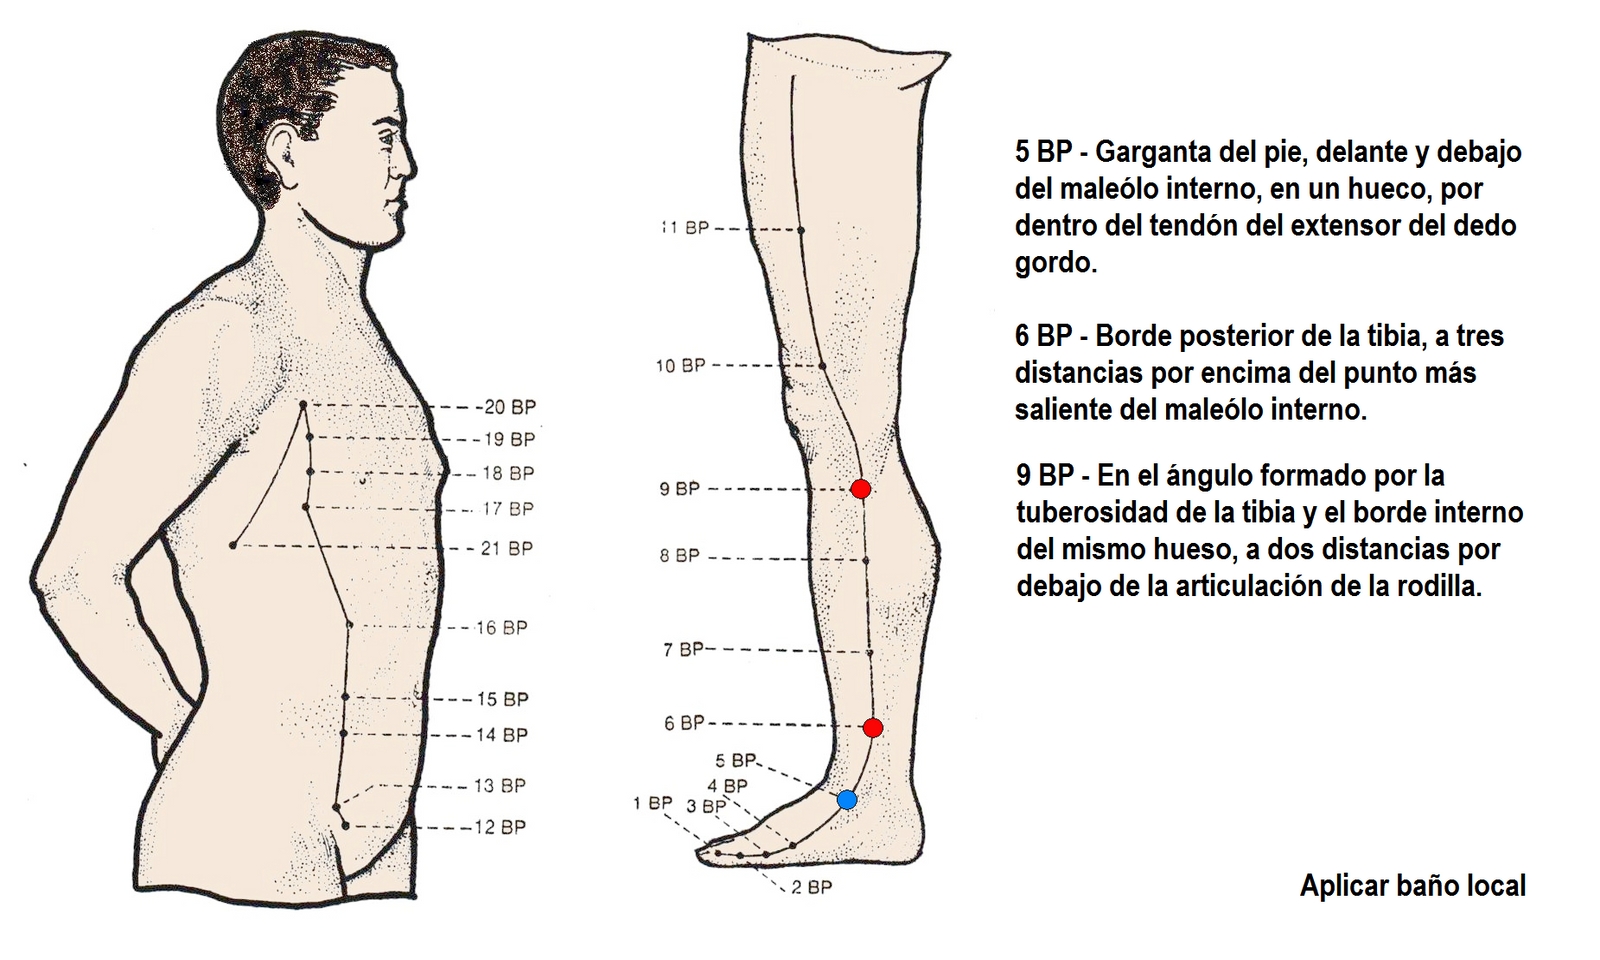 20 BP
19 BP
18 BP
17 BP
21 BP
16 BP
15 BP
14 BP
13 BP
12 BP
11 BP
10 BP
9 BP
8 BP
7 BP
6 BP
5 BP
4 BP
1 BP 3 BP
2 BP
5 BP - Garganta del pie, delante y debajo
del maleólo interno, en un hueco, por
dentro del tendón del extensor del dedo
gordo.
6 BP - Borde posterior de la tibia, a tres
distancias por encima del punto más
saliente del maleólo interno.
9 BP - En el ángulo formado por la
tuberosidad de la tibia y el borde interno
del mismo hueso, a dos distancias por
debajo de la articulación de la rodilla.
Aplicar baño local